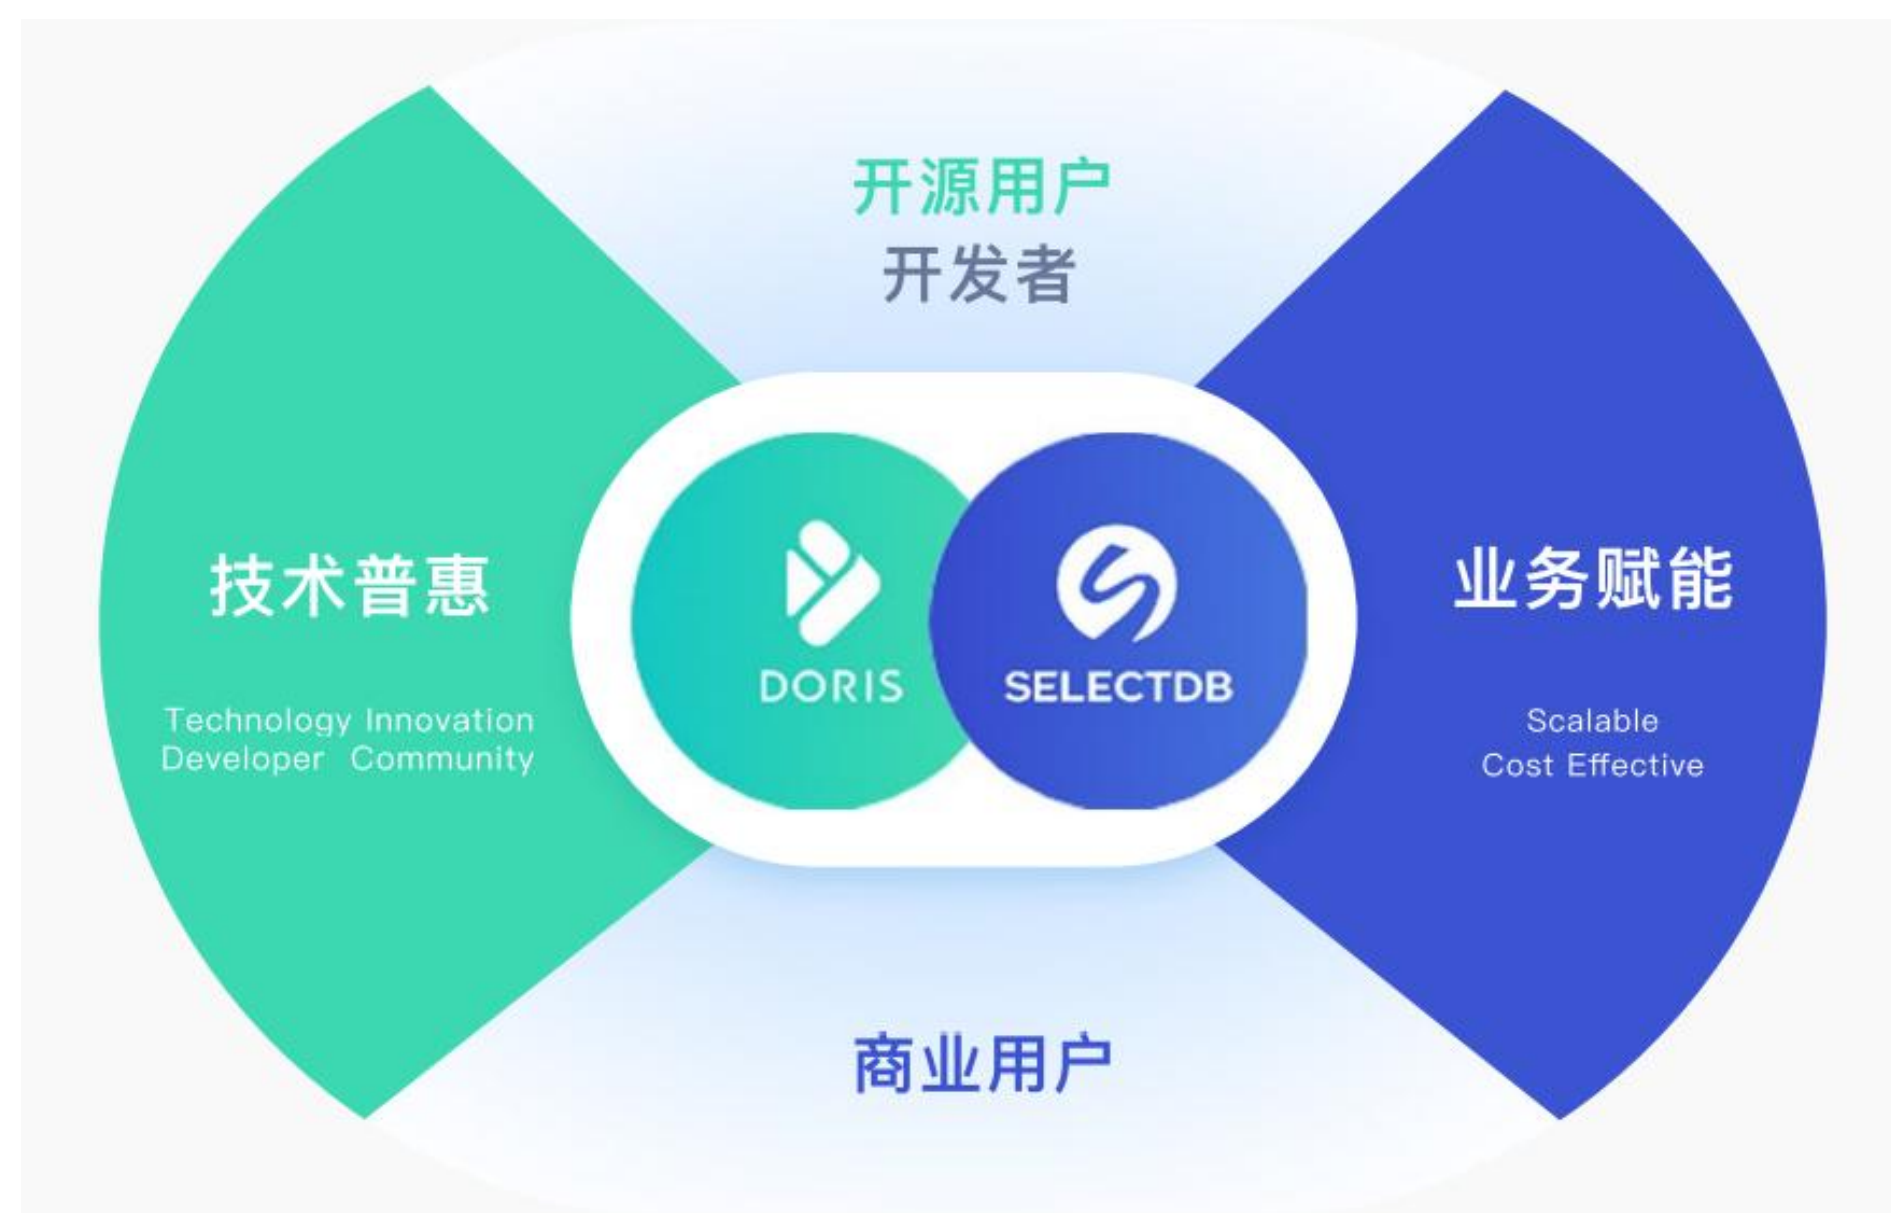 开源用户
开发者
技术普惠
Technology Innovation
Developer Community
DORIS
SELECTDB
业务赋能
Scalable
Cost Effective
商业用户